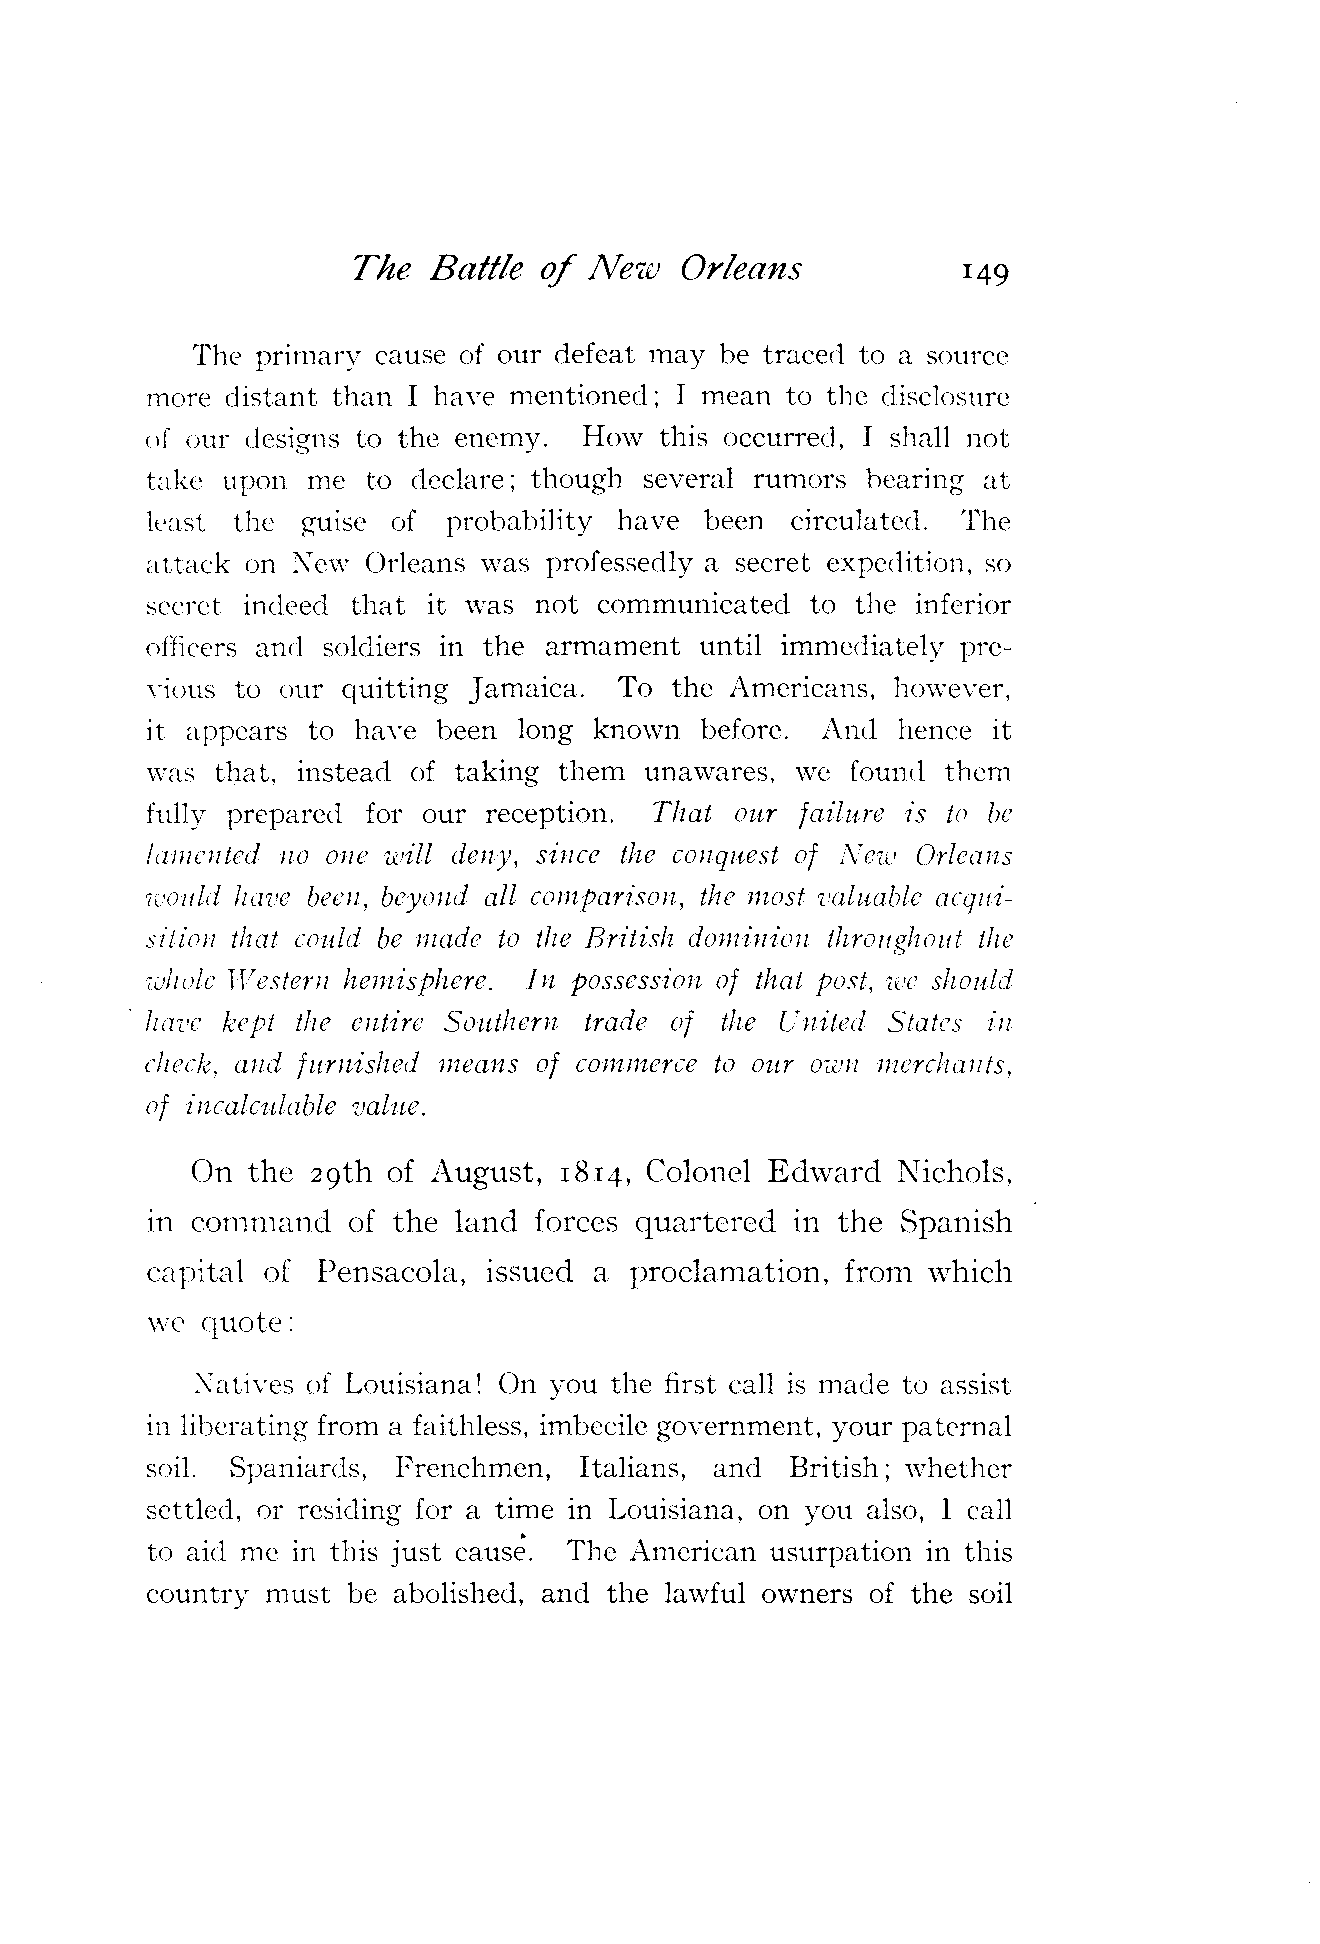 The Battle of New Orleans 149
The primary cause of our defeat may be traced to a source
more distant than I have mentioned; I mean to the disclosure
of our designs to the enemy. How this occurred, I shall not
take upon me to declare; though several rumors bearing at
least the guise of probability have been circulated. The
attack on New Orleans was professedly a secret expedition, so
secret indeed that it was not communicated to the inferior
officers and soldiers in the armament until immediately pre-
vious to our quitting Jamaica. To the Americans, however,
it appears to have been long known before. And hence it
was that, instead of taking them unawares, we found them
fully prepared for our reception. That our failure is to be
lamented no one will deny, since the conquest of New Orleans
would have been, beyond all comparison, the most valuable acqui-
sition that could be made to the British dominion throughout the
whole Western hemisphere. In possession of that post, we should
have kept the entire Southern trade of the United States in
check, and furnished means of commerce to our own merchants,
of incalculable value.
On the 29th of August, 1814, Colonel Edward Nichols,
in command of the land forces quartered in the Spanish
capital of Pensacola, issued a proclamation, from which
we quote:
Natives of Louisiana! On you the first call is made to assist
in liberating from a faithless, imbecile government, your paternal
soil. Spaniards, Frenchmen, Italians, and British; whether
settled, or residing for a time in Louisiana, on you also, I call
to aid me in this just cause. The American usurpation in this
country must be abolished, and the lawful owners of the soil